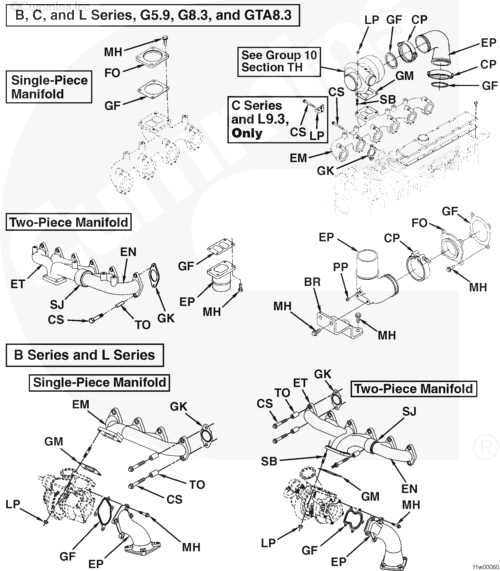 ©Cummins Inc.
B, C, and L Series, G5.9, G8.3, and GTA8.3
LP
GF
CP
MH
FO
EP
See Group 10
Section TH
CP
Single-Piece
Manifold
GM
GF
CS
SB
GF
C Series
and L9.3,
Only
CS
LP
EM
GK
Two-Piece Manifold
GF
FO
EP
CP
EN
GF
ET
PP
SJ
EP
BR
MH
GK
MH
CS
TO
MH
MH
B Series and L Series
GK
Single-Piece Manifold
ET
TO
Two-Piece Manifold
EM
GK
CS
SJ
GM
SB
TO
EN
GM
CS
MH
LP
LP
MH
GF
GF
EP
EP
®
11w00060